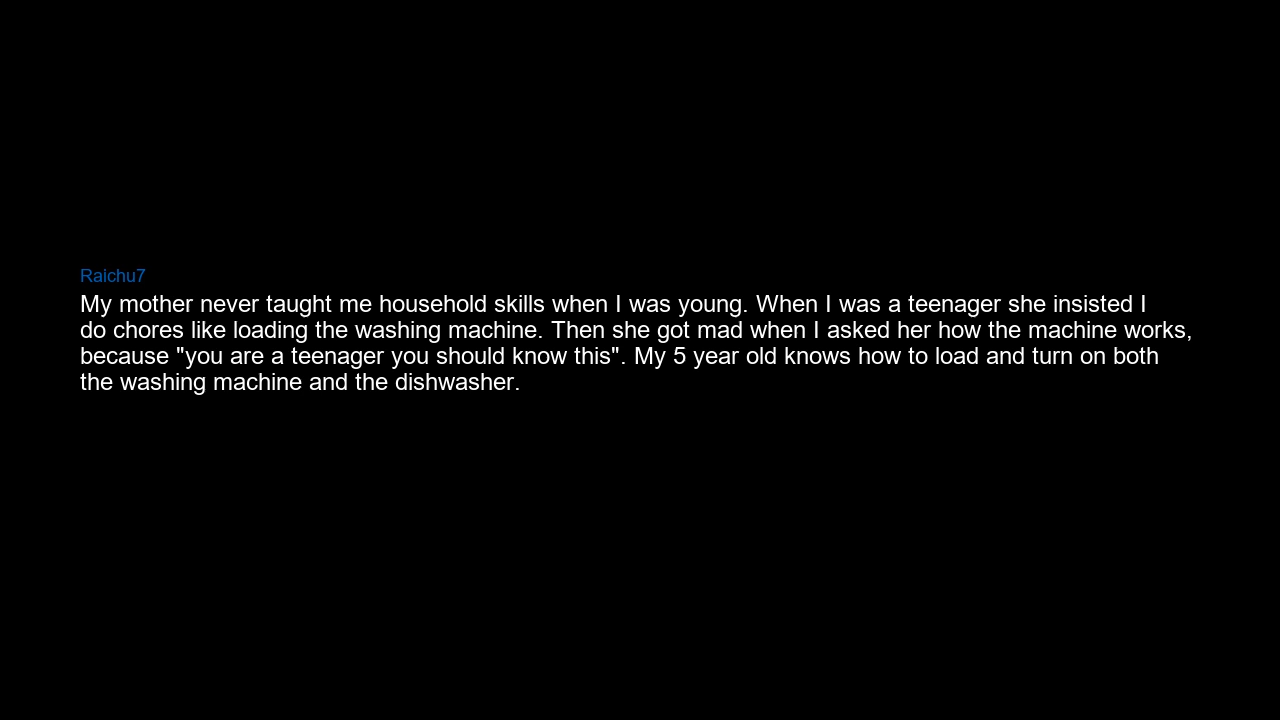 Raichu7
My mother never taught me household skills when I was young. When I was a teenager she insisted I
do chores like loading the washing machine. Then she got mad when I asked her how the machine works,
because "you are a teenager you should know this". My 5 year old knows how to load and turn on both
the washing machine and the dishwasher.